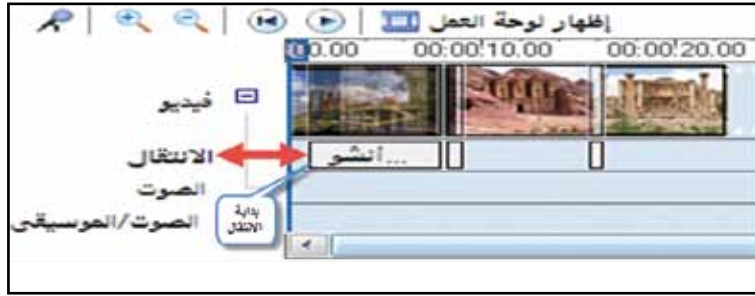 إظهار لوحة العمل
0.00 00:00:10.00 00:00:20.00
فيديو
الانتقال
أنشو...
الصوت
بداية
الانتقال
الصوت/الموسيقى